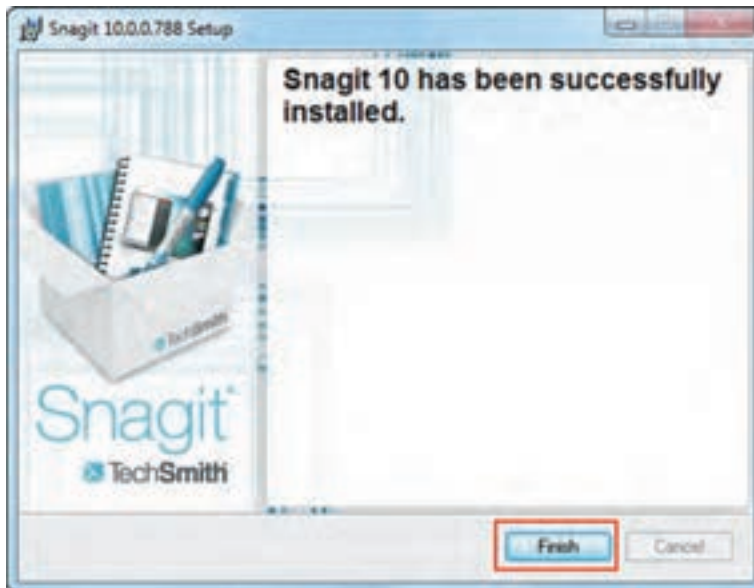 Snagit 10.0.0.788 Setup
Snagit 10 has been successfully
installed.
TechSmith
Snagit
TechSmith
Finish
Cancel